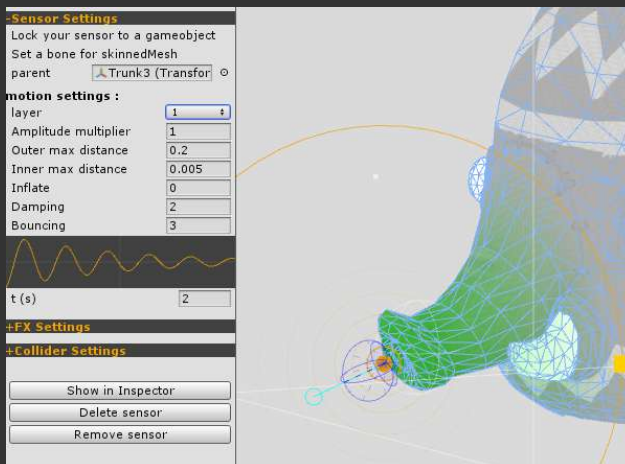 -Sensor Settings
Lock your sensor to a gameobject
Set a bone for skinnedMesh
parent Trunk3 (Transfor
motion settings :
layer 1
Amplitude multiplier 1
Outer max distance 0.2
Inner max distance 0.005
Inflate 0
Damping 2
Bouncing 3
t (s) 2
+FX Settings
+Collider Settings
Show in Inspector
Delete sensor
Remove sensor